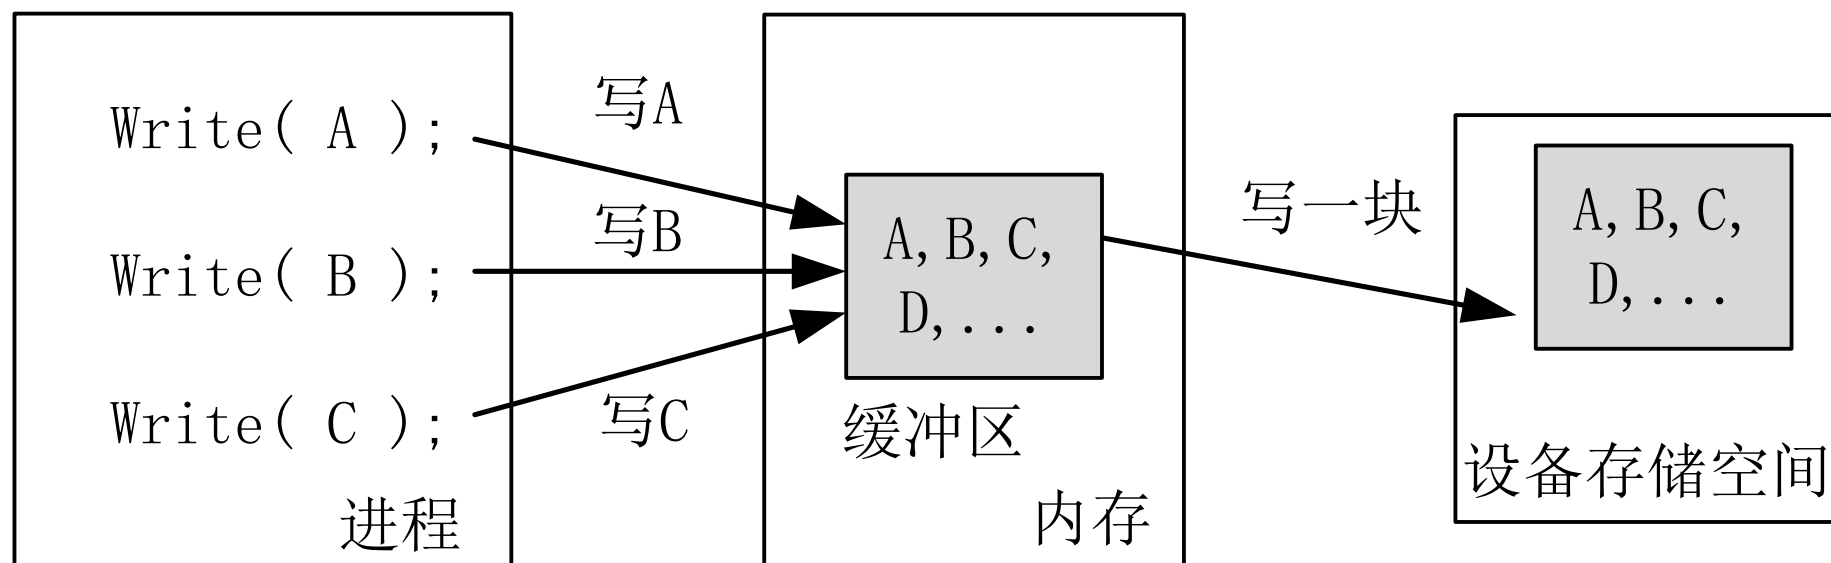 Write( A );
Write( B );
Write( C );
进程
写A
写B
写C
A, B, C,
D, ...
缓冲区
内存
写一块
A, B, C,
D, ...
设备存储空间